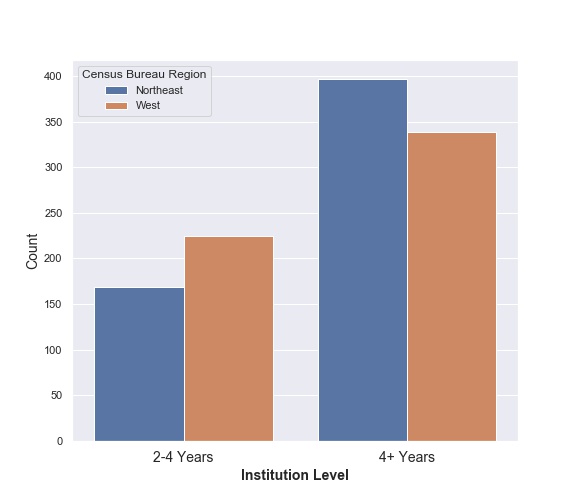 Census Bureau Region
Northeast
West
400
350
300
250
200
150
100
50
0
Count
2-4 Years
4+ Years
Institution Level